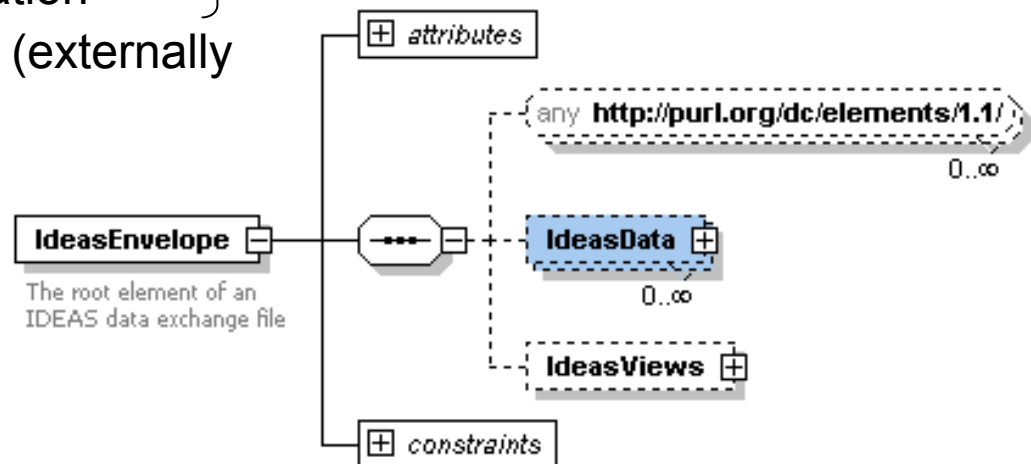 ation
(externally
attributes
any http://purl.org/dc/elements/1.1/
0..∞
IdeasEnvelope
IdeasData
The root element of an
IDEAS data exchange file
0..∞
IdeasViews
constraints